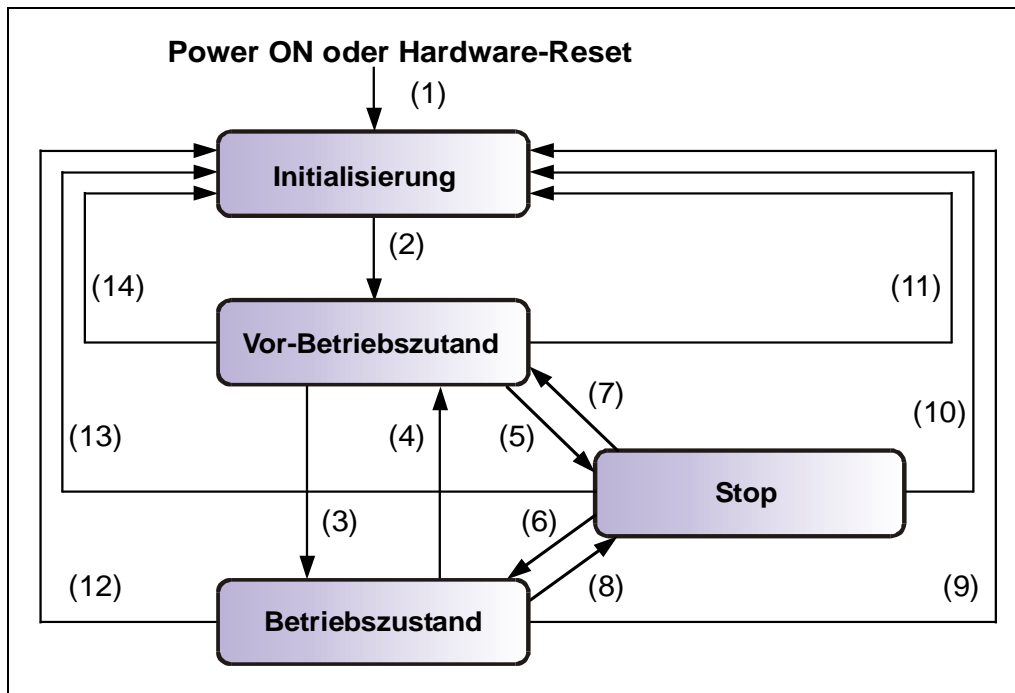 Power ON oder Hardware-Reset
(1)
Initialisierung
(2)
(14)
(11)
Vor-Betriebszutand
(7)
(13)
(4)
(5)
(10)
Stop
(3)
(6)
(12)
(8)
(9)
Betriebszustand